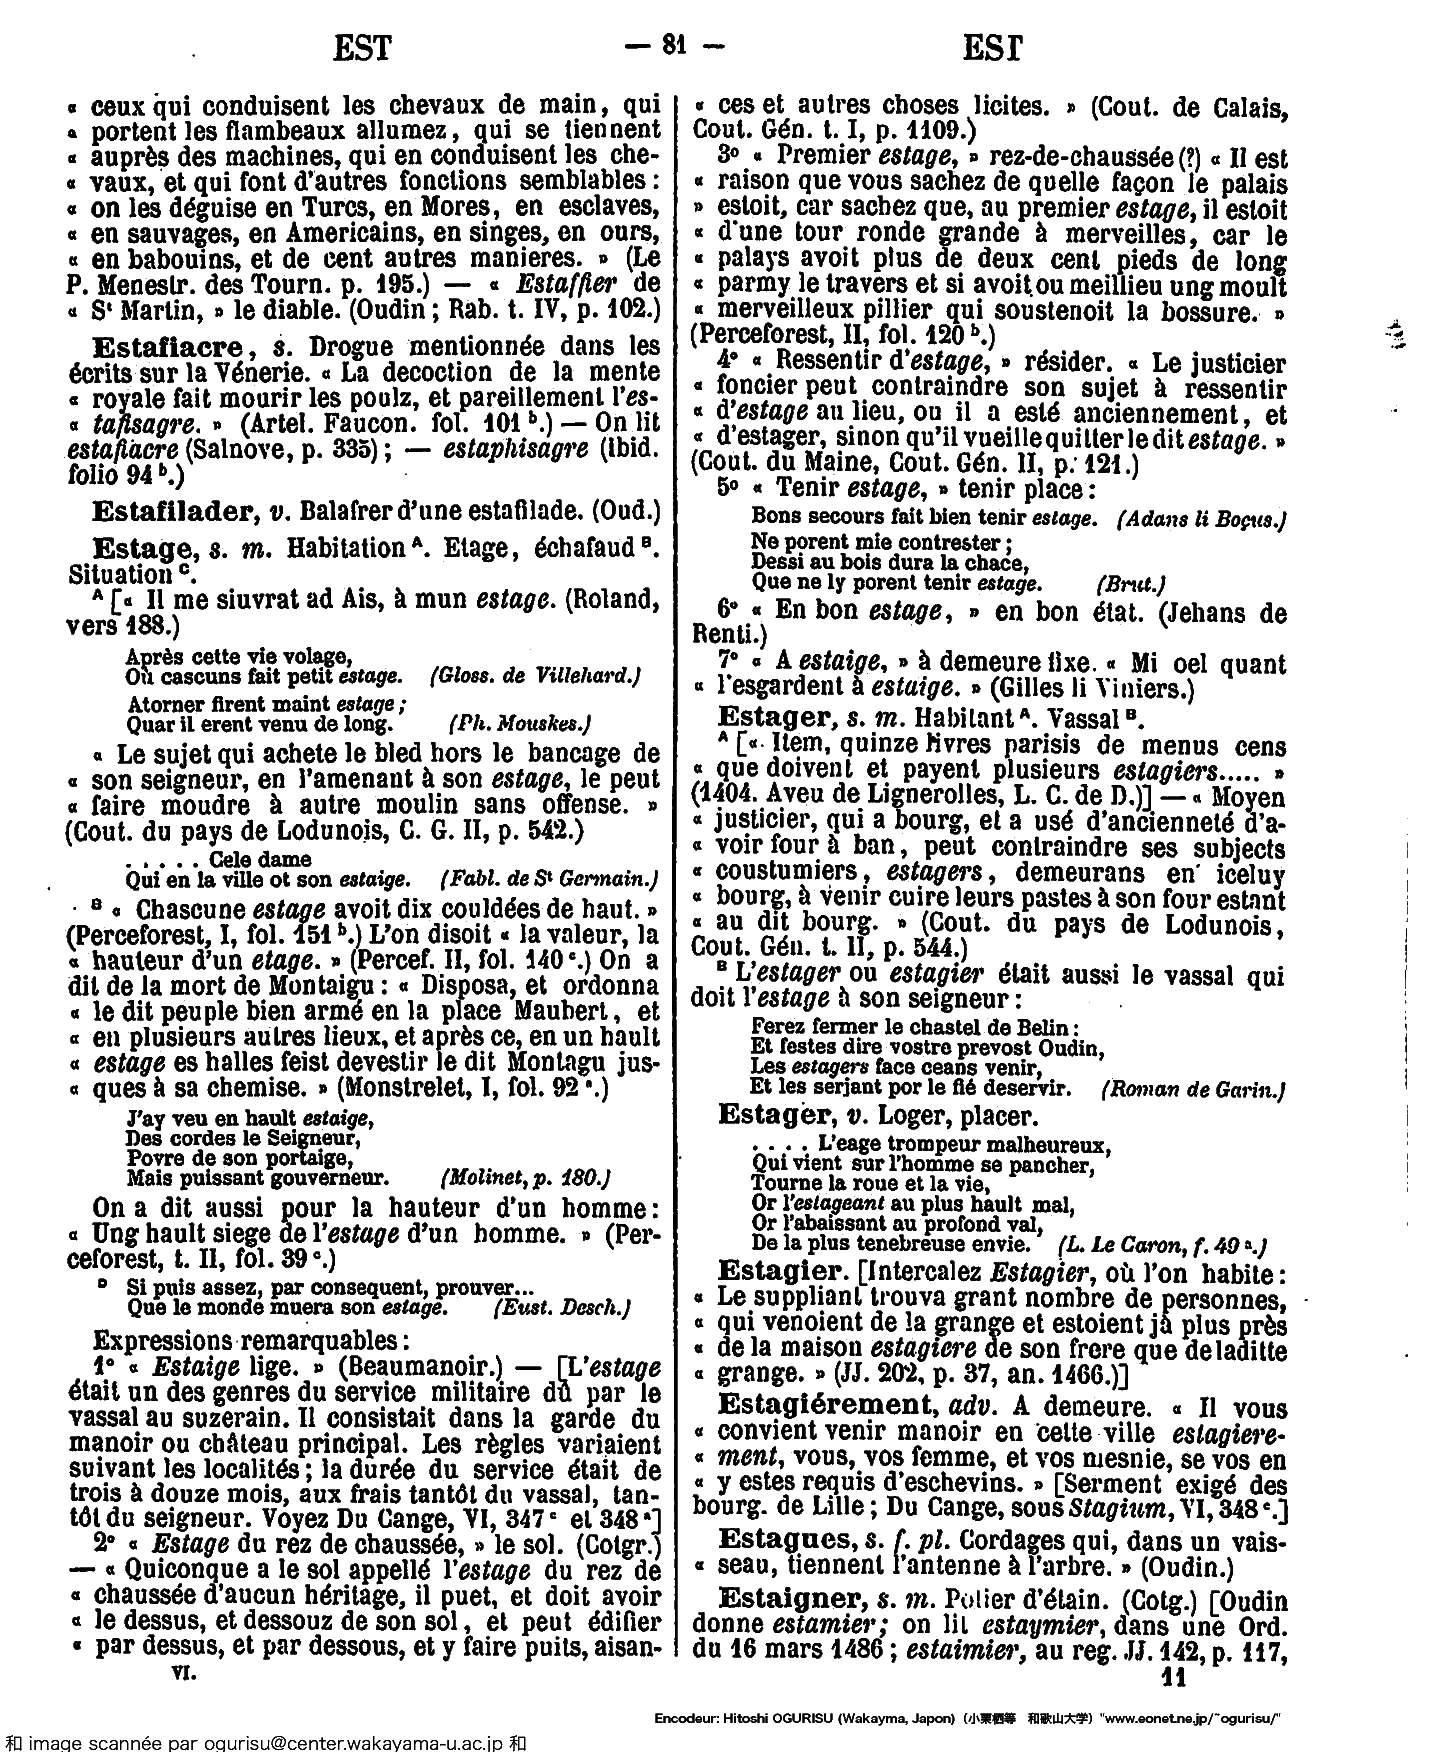 EST — 81 — EST
« ceux qui conduisent les chevaux de main, qui
« portent les flambeaux allumez, qui se tiennent
« auprès des machines, qui en conduisent les che-
« vaux, et qui font d'autres fonctions semblables :
« on les déguise en Turcs, en Mores, en esclaves,
« en sauvages, en Americains, en singes, en ours,
« en babouins, et de cent autres manieres. » (Le
P. Menestr. des Tourn. p. 195.) — « Estaffier de
« St Martin, » le diable. (Oudin ; Rab. t. IV, p. 102.)
Estafiacre, s. Drogue mentionnée dans les
écrits sur la Vénerie. « La decoction de la mente
« royale fait mourir les poulz, et pareillement l'es-
« tafisagre. » (Artel. Faucon. fol. 101 b.) — On lit
estafiacre (Salnove, p. 335) ; — estaphisagre (Ibid.
folio 94 b.)
Estafilader, v. Balafrer d'une estafilade. (Oud.)
Estage, s. m. Habitation A. Etage, échafaud B.
Situation C.
A [« Il me siuvrat ad Ais, à mun estage. (Roland,
vers 188.)
Après cette vie volage,
Où cascuns fait petit estage. (Gloss. de Villehard.)
Atorner firent maint estage ;
Quar il erent venu de long. (Ph. Mouskes.)
« Le sujet qui achete le bled hors le bancage de
« son seigneur, en l'amenant à son estage, le peut
« faire moudre à autre moulin sans offense. »
(Cout. du pays de Lodunois, C. G. II, p. 542.)
. . . . . Cele dame
Qui en la ville ot son estaige. (Fabl. de St Germain.)
B « Chascune estage avoit dix couldées de haut. »
(Perceforest, I, fol. 151 b.) L'on disoit « la valeur, la
« hauteur d'un etage. » (Percef. II, fol. 140 c.) On a
dit de la mort de Montaigu : « Disposa, et ordonna
« le dit peuple bien armé en la place Maubert, et
« en plusieurs autres lieux, et après ce, en un hault
« estage es halles feist devestir le dit Montagu jus-
« ques à sa chemise. » (Monstrelet, I, fol. 92 a.)
J'ay veu en hault estaige,
Des cordes le Seigneur,
Povre de son portaige,
Mais puissant gouverneur. (Molinet, p. 180.)
On a dit aussi pour la hauteur d'un homme :
« Ung hault siege de l'estage d'un homme. » (Per-
ceforest, t. II, fol. 39 c.)
D Si puis assez, par consequent, prouver...
Que le monde muera son estage. (Eust. Desch.)
Expressions remarquables :
1° « Estaige lige. » (Beaumanoir.) — [L'estage
était un des genres du service militaire dû par le
vassal au suzerain. Il consistait dans la garde du
manoir ou château principal. Les règles variaient
suivant les localités ; la durée du service était de
trois à douze mois, aux frais tantôt du vassal, tan-
tôt du seigneur. Voyez Du Cange, VI, 347 c et 348 a]
2° « Estage du rez de chaussée, » le sol. (Cotgr.)
— « Quiconque a le sol appellé l'estage du rez de
« chaussée d'aucun héritage, il puet, et doit avoir
« le dessus, et dessouz de son sol, et peut édifier
« par dessus, et par dessous, et y faire puits, aisan-
VI.
« ces et autres choses licites. » (Cout. de Calais,
Cout. Gén. t. I, p. 1109.)
3° « Premier estage, » rez-de-chaussée (?) « Il est
« raison que vous sachez de quelle façon le palais
» estoit, car sachez que, au premier estage, il estoit
« d'une tour ronde grande à merveilles, car le
« palays avoit plus de deux cent pieds de long
« parmy le travers et si avoit ou meillieu ung moult
« merveilleux pillier qui soustenoit la bossure. »
(Perceforest, II, fol. 120 b.)
4° « Ressentir d'estage, » résider. « Le justicier
« foncier peut contraindre son sujet à ressentir
« d'estage au lieu, ou il a esté anciennement, et
« d'estager, sinon qu'il vueille quitter le dit estage. »
(Cout. du Maine, Cout. Gén. II, p. 121.)
5° « Tenir estage, » tenir place :
Bons secours fait bien tenir estage. (Adans li Boçus.)
Ne porent mie contrester ;
Dessi au bois dura la chace,
Que ne ly porent tenir estage. (Brut.)
6° « En bon estage, » en bon état. (Jehans de
Renti.)
7° « A estaige, » à demeure fixe. « Mi oel quant
« l'esgardent à estaige. » (Gilles li Viniers.)
Estager, s. m. Habitant A. Vassal B.
A [« Item, quinze livres parisis de menus cens
« que doivent et payent plusieurs estagiers..... »
(1404. Aveu de Lignerolles, L. C. de D.)] — « Moyen
« justicier, qui a bourg, et a usé d'ancienneté d'a-
« voir four à ban, peut contraindre ses subjects
« coustumiers, estagers, demeurans en iceluy
« bourg, à venir cuire leurs pastes à son four estant
« au dit bourg. » (Cout. du pays de Lodunois,
Cout. Gén. t. II, p. 544.)
B L'estager ou estagier était aussi le vassal qui
doit l'estage à son seigneur :
Ferez fermer le chastel de Belin :
Et festes dire vostre prevost Oudin,
Les estagers face ceans venir,
Et les serjant por le fié deservir. (Roman de Garin.)
Estager, v. Loger, placer.
. . . . L'eage trompeur malheureux,
Qui vient sur l'homme se pancher,
Tourne la roue et la vie,
Or l'estageant au plus hault mal,
Or l'abaissant au profond val,
De la plus tenebreuse envie. (L. Le Caron, f. 49 a.)
Estagier. [Intercalez Estagier, où l'on habite :
« Le suppliant trouva grant nombre de personnes,
« qui venoient de la grange et estoient jà plus près
« de la maison estagiere de son frere que de laditte
« grange. » (JJ. 202, p. 37, an. 1466.)]
Estagiérement, adv. A demeure. « Il vous
« convient venir manoir en cette ville estagiere-
« ment, vous, vos femme, et vos mesnie, se vos en
« y estes requis d'eschevins. » [Serment exigé des
bourg. de Lille ; Du Cange, sous Stagium, VI, 348 c.]
Estagues, s. f. pl. Cordages qui, dans un vais-
« seau, tiennent l'antenne à l'arbre. » (Oudin.)
Estaigner, s. m. Potier d'étain. (Cotg.) [Oudin
donne estamier ; on lit estaymier, dans une Ord.
du 16 mars 1486 ; estaimier, au reg. JJ. 142, p. 117,
11
Encodeur: Hitoshi OGURISU (Wakayma, Japon) (小栗栖等 和歌山大学) "www.eonet.ne.jp/~ogurisu/"
和 image scannée par ogurisu@center.wakayama-u.ac.jp 和